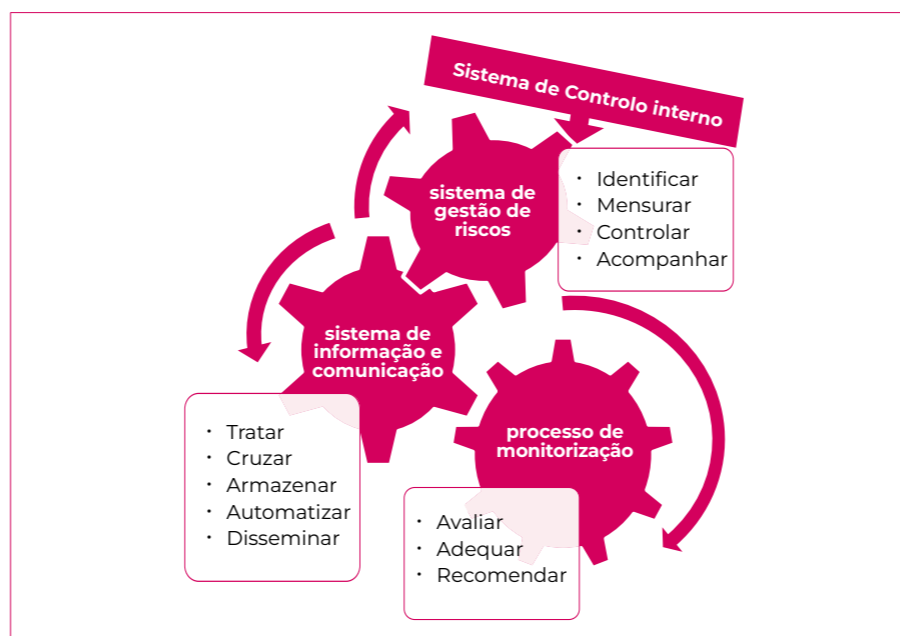 Sistema de Controlo interno
sistema de
gestão de
riscos
· Identificar
· Mensurar
· Controlar
· Acompanhar
sistema de
informação e
comunicação
· Tratar
· Cruzar
· Armazenar
· Automatizar
· Disseminar
processo de
monitorização
· Avaliar
· Adequar
· Recomendar